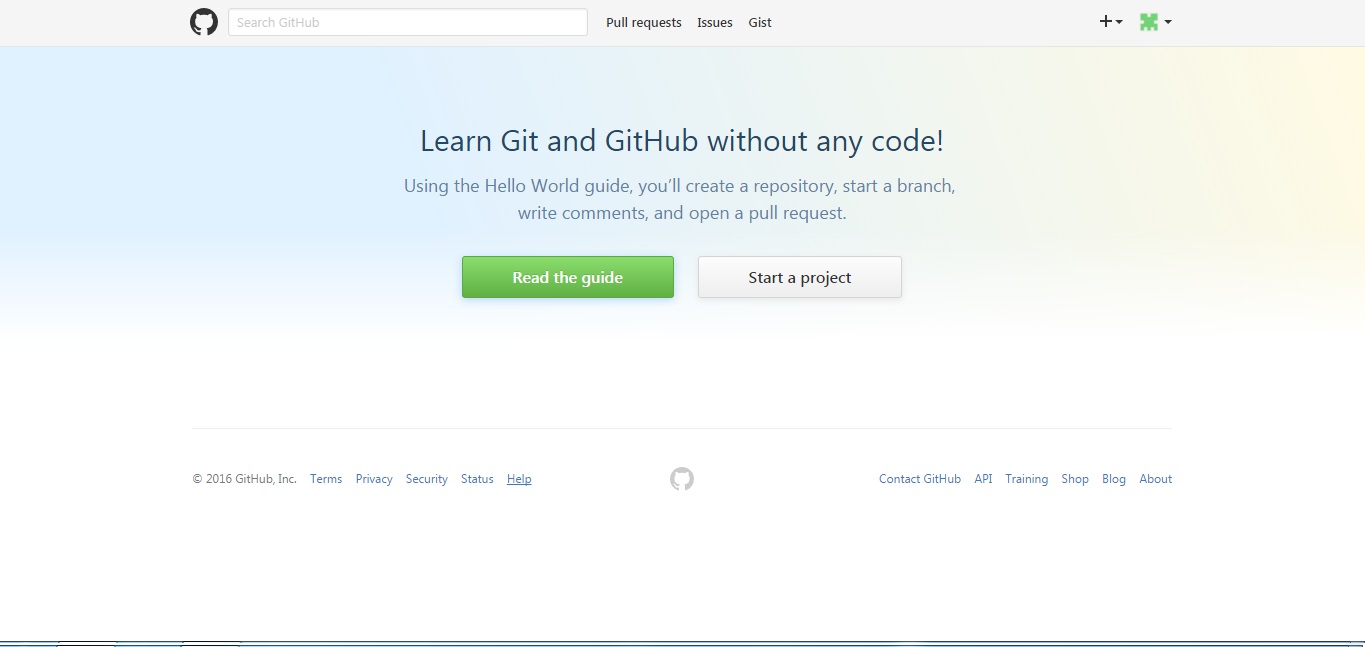 Search GitHub Pull requests Issues Gist
Learn Git and GitHub without any code!
Using the Hello World guide, you’ll create a repository, start a branch,
write comments, and open a pull request.
Read the guide Start a project
© 2016 GitHub, Inc. Terms Privacy Security Status Help Contact GitHub API Training Shop Blog About